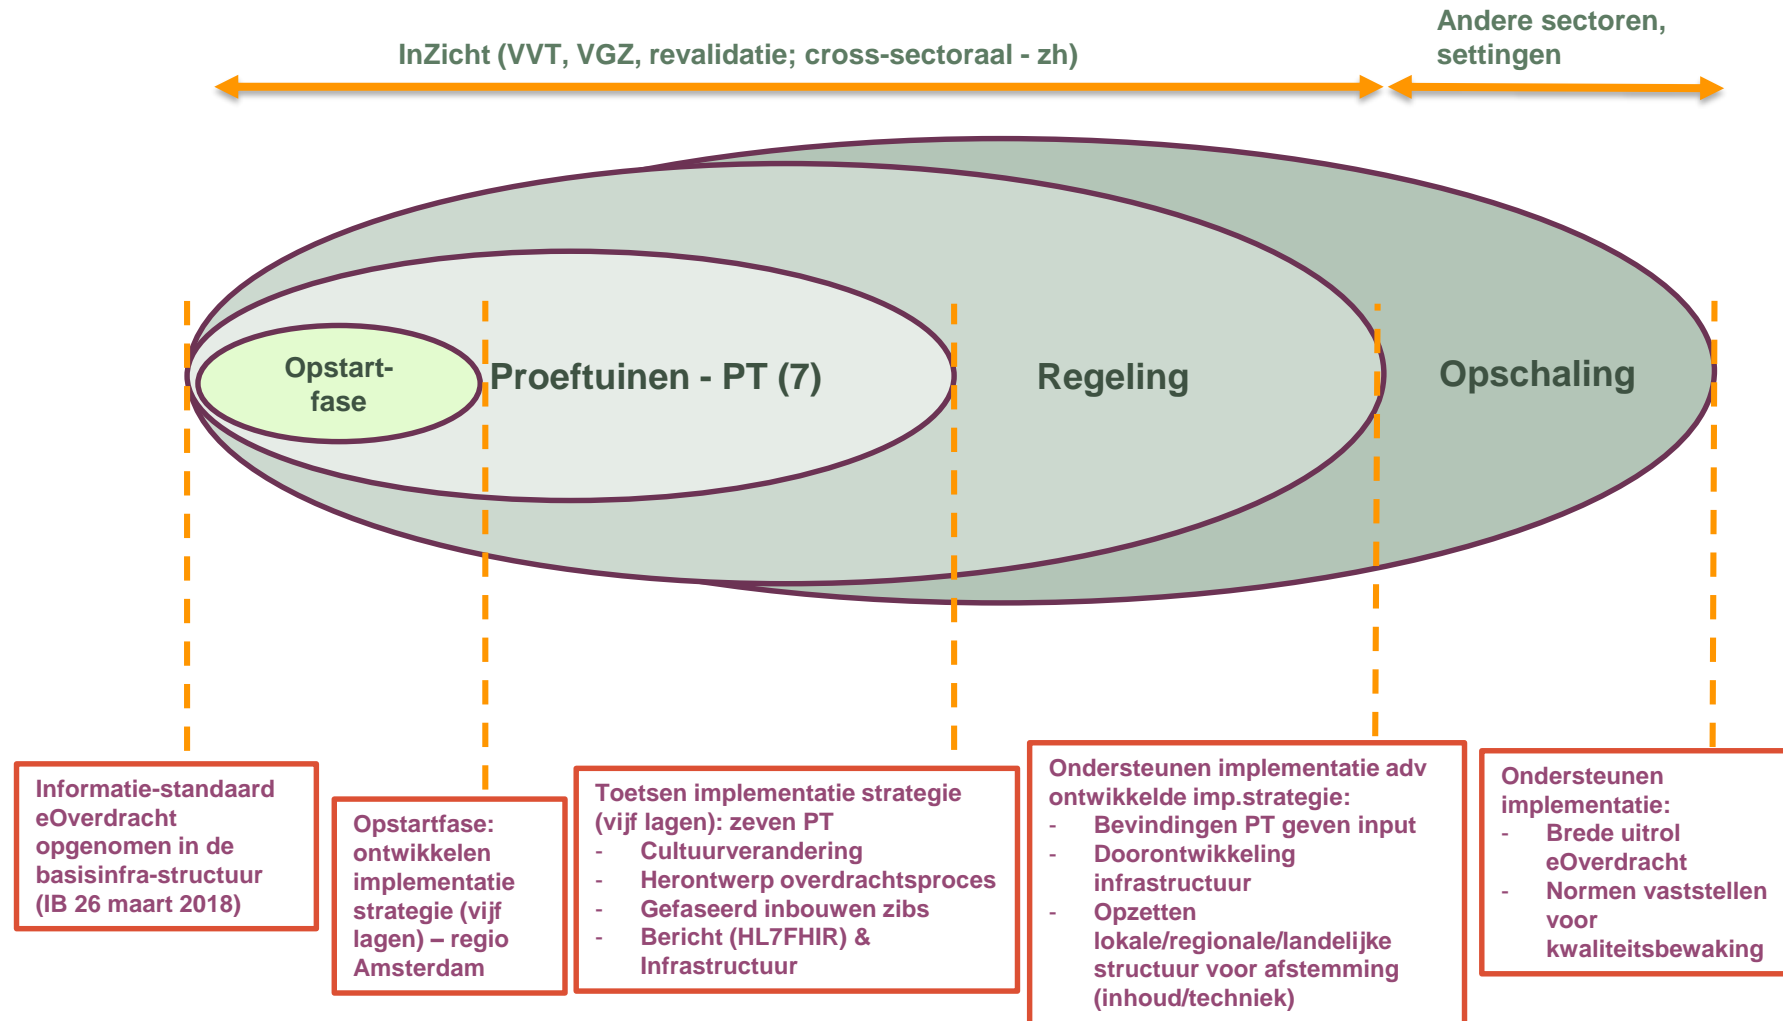 InZicht (VVT, VGZ, revalidatie; cross-sectoraal - zh)
Andere sectoren,
settingen
Opstart-
fase
Proeftuinen - PT (7)
Regeling
Opschaling
Informatie-standaard
eOverdracht
opgenomen in de
basisinfra-structuur
(IB 26 maart 2018)
Opstartfase:
ontwikkelen
implementatie
strategie (vijf
lagen) – regio
Amsterdam
Toetsen implementatie strategie
(vijf lagen): zeven PT
- Cultuurverandering
- Herontwerp overdrachtsproces
- Gefaseerd inbouwen zibs
- Bericht (HL7FHIR) &
Infrastructuur
Ondersteunen implementatie adv
ontwikkelde imp.strategie:
- Bevindingen PT geven input
- Doorontwikkeling
infrastructuur
- Opzetten
lokale/regionale/landelijke
structuur voor afstemming
(inhoud/techniek)
Ondersteunen
implementatie:
- Brede uitrol
eOverdracht
- Normen vaststellen
voor
kwaliteitsbewaking